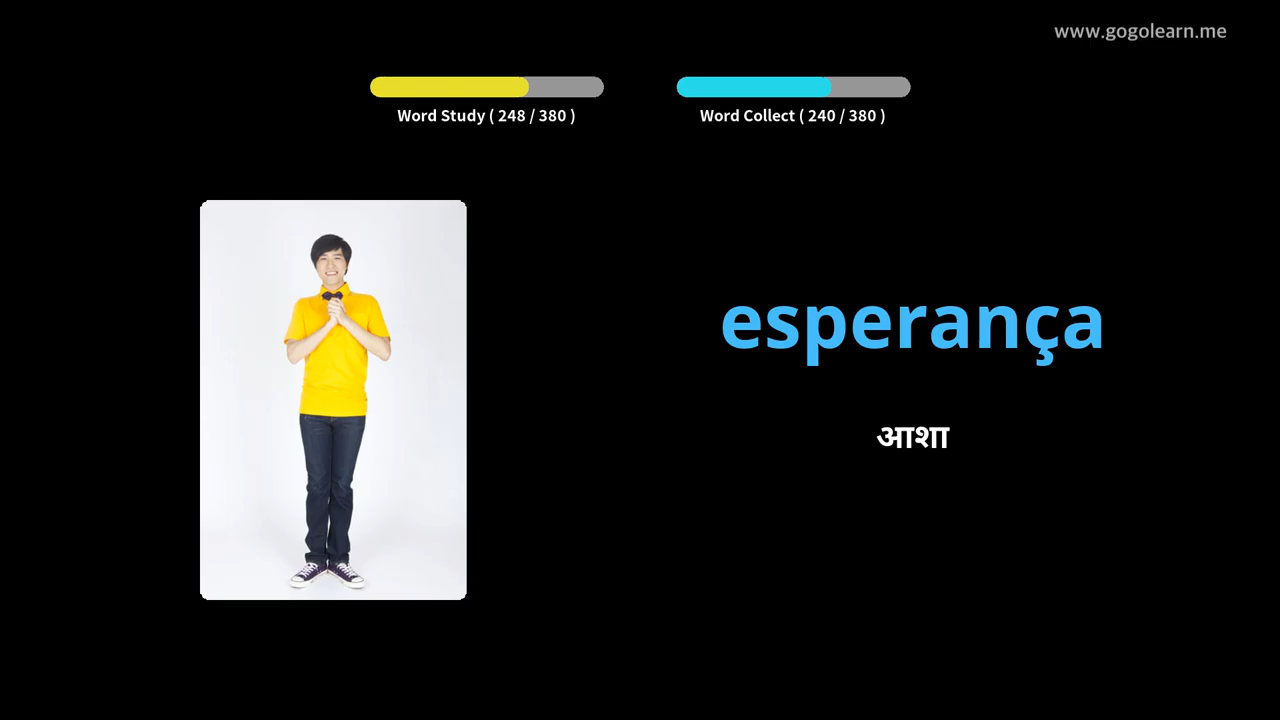 www.gogolearn.me
Word Study ( 248 / 380 )
Word Collect ( 240 / 380 )
esperança
आशा